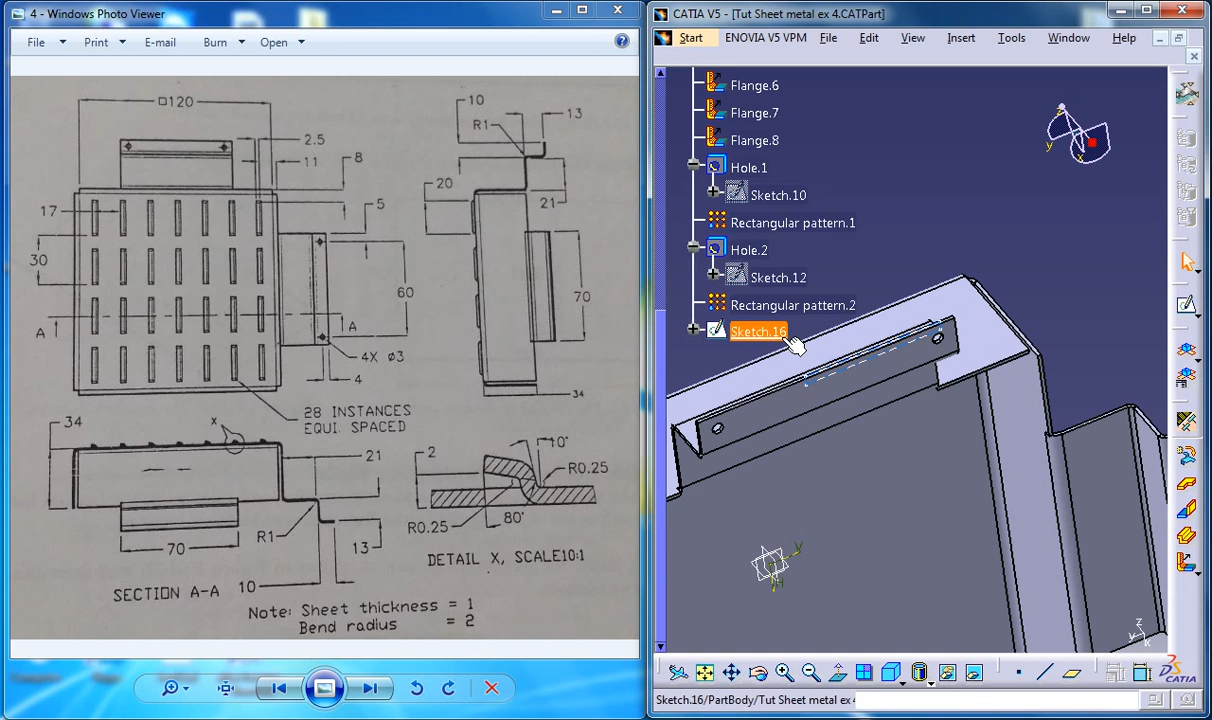 4 - Windows Photo Viewer
File Print E-mail Burn Open
□120
10
R1
13
2.5
11
8
20
21
17
5
30
60
70
A
A
4X ø3
4
34
28 INSTANCES
EQUI. SPACED
34
x
21
2
10°
R0.25
R0.25
80°
R1
70
13
10
DETAIL X, SCALE10:1
SECTION A-A
Note: Sheet thickness = 1
Bend radius = 2
CATIA V5 - [Tut Sheet metal ex 4.CATPart]
Start ENOVIA V5 VPM File Edit View Insert Tools Window Help
Flange.6
Flange.7
Flange.8
Hole.1
Sketch.10
Rectangular pattern.1
Hole.2
Sketch.12
Rectangular pattern.2
Sketch.16
z
y
x
V
H
z
y
x
CATIA
Sketch.16/PartBody/Tut Sheet metal ex 4